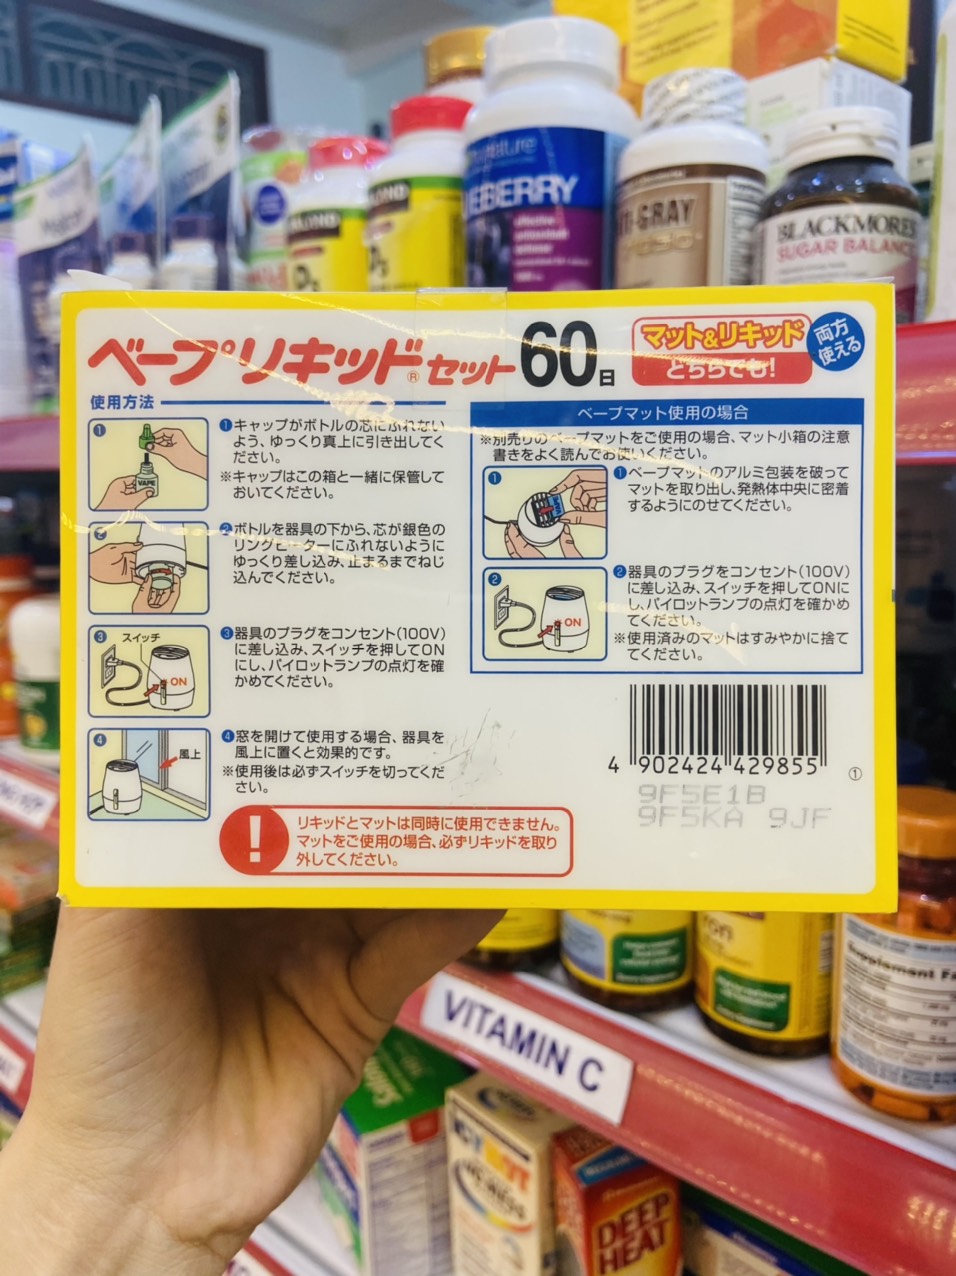 BLUEBERRY
BLACKMORES
SUGAR BALANCE
ベープリキッド® セット 60日
マット&リキッド
どちらでも!
両方
使える
使用方法
1
VAPE
❶キャップがボトルの芯にふれない
よう、ゆっくり真上に引き出してく
ださい。
※キャップはこの箱と一緒に保管して
おいてください。
2
❷ボトルを器具の下から、芯が銀色の
リングヒーターにふれないように
ゆっくり差し込み、止まるまでねじ
込んでください。
3
スイッチ
ON
❸器具のプラグをコンセント(100V)
に差し込み、スイッチを押してON
にし、パイロットランプの点灯を確
かめてください。
4
風上
❹窓を開けて使用する場合、器具を
風上に置くと効果的です。
※使用後は必ずスイッチを切ってくだ
さい。
ベープマット使用の場合
※別売りのベープマットをご使用の場合、マット小箱の注意
書きをよく読んでお使いください。
1
❶ベープマットのアルミ包装を破って
マットを取り出し、発熱体中央に密着
するようにのせてください。
2
ON
❷器具のプラグをコンセント(100V)
に差し込み、スイッチを押してONに
し、パイロットランプの点灯を確かめ
てください。
※使用済みのマットはすみやかに捨て
てください。
!
リキッドとマットは同時に使用できません。
マットをご使用の場合、必ずリキッドを取り
外してください。
4 902424 429855
①
9F5E1B
9F5KA 9JF
VITAMIN C
Supplement
DEEP
HEAT